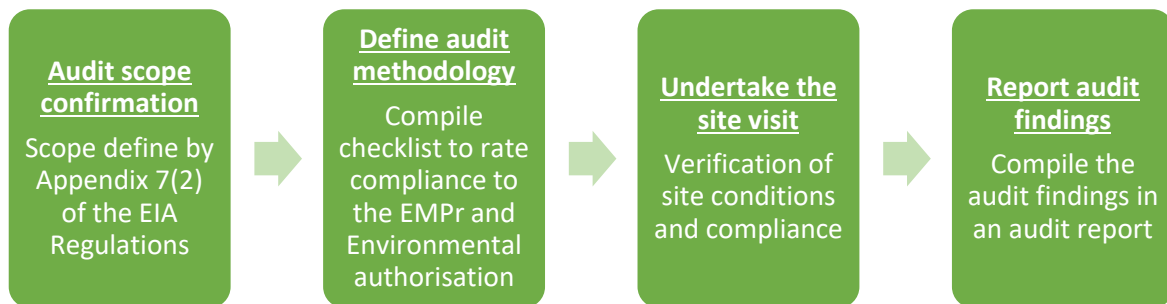 Audit scope
confirmation
Scope define by
Appendix 7(2)
of the EIA
Regulations
Define audit
methodology
Compile
checklist to rate
compliance to
the EMPr and
Environmental
authorisation
Undertake the
site visit
Verification of
site conditions
and compliance
Report audit
findings
Compile the
audit findings in
an audit report